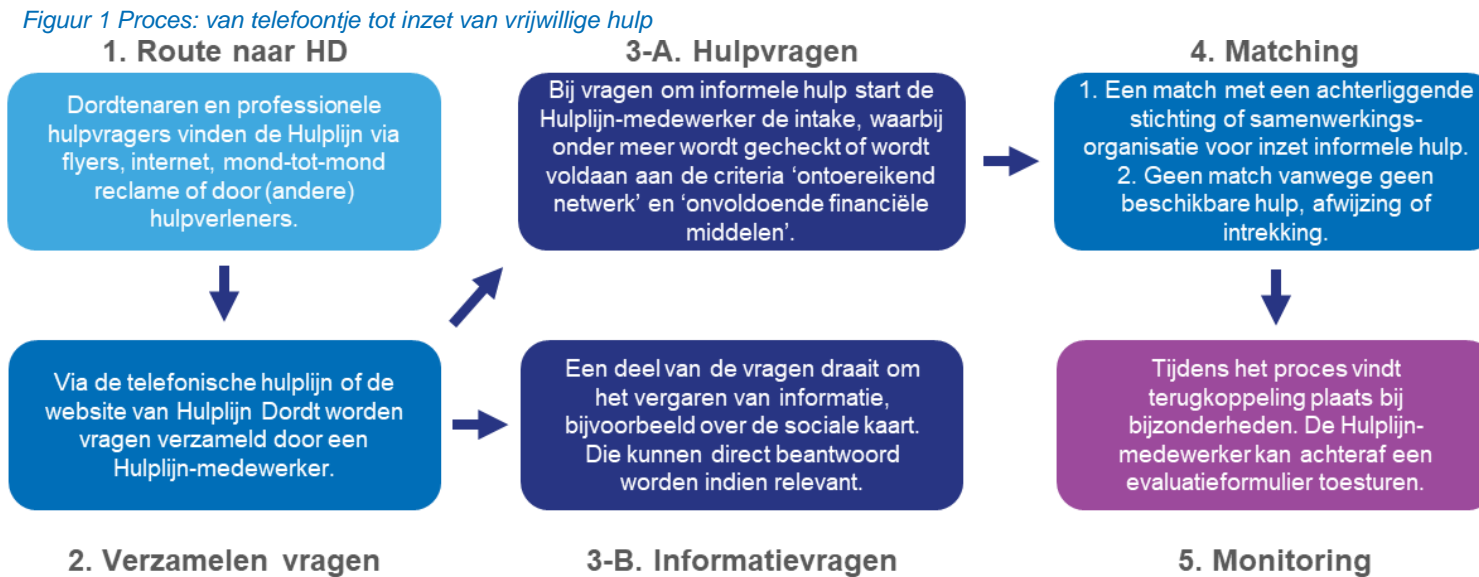 Figuur 1 Proces: van telefoontje tot inzet van vrijwillige hulp
1. Route naar HD
Dordtenaren en professionele
hulpvragers vinden de Hulplijn via
flyers, internet, mond-tot-mond
reclame of door (andere)
hulpverleners.
Via de telefonische hulplijn of de
website van Hulplijn Dordt worden
vragen verzameld door een
Hulplijn-medewerker.
2. Verzamelen vragen
3-A. Hulpvragen
Bij vragen om informele hulp start de
Hulplijn-medewerker de intake, waarbij
onder meer wordt gecheckt of wordt
voldaan aan de criteria ‘ontoereikend
netwerk’ en ‘onvoldoende financiële
middelen’.
Een deel van de vragen draait om
het vergaren van informatie,
bijvoorbeeld over de sociale kaart.
Die kunnen direct beantwoord
worden indien relevant.
3-B. Informatievragen
4. Matching
1. Een match met een achterliggende
stichting of samenwerkings-
organisatie voor inzet informele hulp.
2. Geen match vanwege geen
beschikbare hulp, afwijzing of
intrekking.
Tijdens het proces vindt
terugkoppeling plaats bij
bijzonderheden. De Hulplijn-
medewerker kan achteraf een
evaluatieformulier toesturen.
5. Monitoring